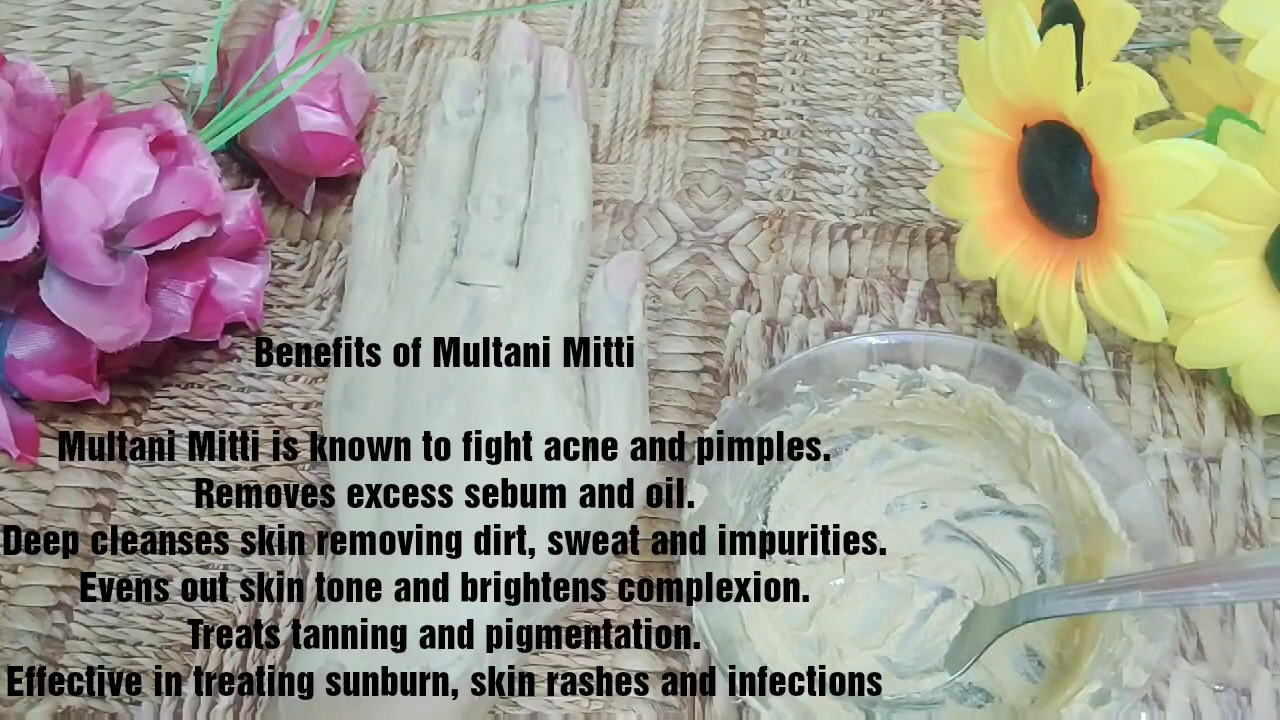 Benefits of Multani Mitti
Multani Mitti is known to fight acne and pimples.
Removes excess sebum and oil.
Deep cleanses skin removing dirt, sweat and impurities.
Evens out skin tone and brightens complexion.
Treats tanning and pigmentation.
Effective in treating sunburn, skin rashes and infections